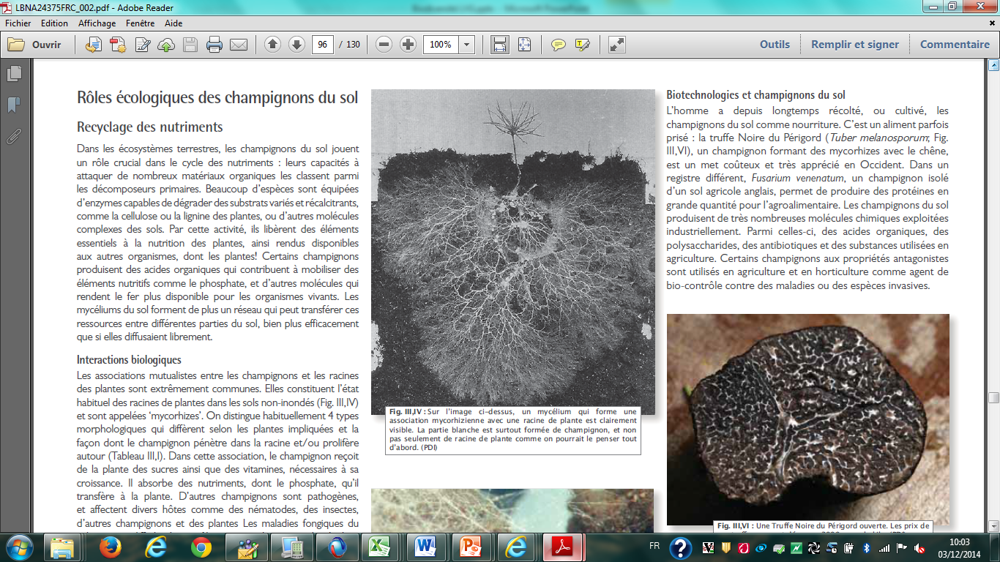 LBNA24375FRC_002.pdf - Adobe Reader
Fichier Edition Affichage Fenêtre Aide
Ouvrir
96 / 130
100%
Outils
Remplir et signer
Commentaire
Rôles écologiques des champignons du sol
Recyclage des nutriments
Dans les écosystèmes terrestres, les champignons du sol jouent
un rôle crucial dans le cycle des nutriments : leurs capacités à
attaquer de nombreux matériaux organiques les classent parmi
les décomposeurs primaires. Beaucoup d'espèces sont équipées
d'enzymes capables de dégrader des substrats variés et récalcitrants,
comme la cellulose ou la lignine des plantes, ou d'autres molécules
complexes des sols. Par cette activité, ils libèrent des éléments
essentiels à la nutrition des plantes, ainsi rendus disponibles
aux autres organismes, dont les plantes! Certains champignons
produisent des acides organiques qui contribuent à mobiliser des
éléments nutritifs comme le phosphate, et d'autres molécules qui
rendent le fer plus disponible pour les organismes vivants. Les
mycéliums du sol forment de plus un réseau qui peut transférer ces
ressources entre différentes parties du sol, bien plus efficacement
que si elles diffusaient librement.
Interactions biologiques
Les associations mutualistes entre les champignons et les racines
des plantes sont extrêmement communes. Elles constituent l'état
habituel des racines de plantes dans les sols non-inondés (Fig. III,IV)
et sont appelées 'mycorhizes'. On distingue habituellement 4 types
morphologiques qui diffèrent selon les plantes impliquées et la
façon dont le champignon pénètre dans la racine et/ou prolifère
autour (Tableau III,I). Dans cette association, le champignon reçoit
de la plante des sucres ainsi que des vitamines, nécessaires à sa
croissance. Il absorbe des nutriments, dont le phosphate, qu'il
transfère à la plante. D'autres champignons sont pathogènes,
et affectent divers hôtes comme des nématodes, des insectes,
d'autres champignons et des plantes Les maladies fongiques du
Fig. III,IV : Sur l'image ci-dessus, un mycélium qui forme une
association mycorhizienne avec une racine de plante est clairement
visible. La partie blanche est surtout formée de champignon, et non
pas seulement de racine de plante comme on pourrait le penser tout
d'abord. (PDI)
Biotechnologies et champignons du sol
L'homme a depuis longtemps récolté, ou cultivé, les
champignons du sol comme nourriture. C'est un aliment parfois
prisé : la truffe Noire du Périgord (Tuber melanosporum; Fig.
III,VI), un champignon formant des mycorhizes avec le chêne,
est un met coûteux et très apprécié en Occident. Dans un
registre différent, Fusarium venenatum, un champignon isolé
d'un sol agricole anglais, permet de produire des protéines en
grande quantité pour l'agroalimentaire. Les champignons du sol
produisent de très nombreuses molécules chimiques exploitées
industriellement. Parmi celles-ci, des acides organiques, des
polysaccharides, des antibiotiques et des substances utilisées en
agriculture. Certains champignons aux propriétés antagonistes
sont utilisés en agriculture et en horticulture comme agent de
bio-contrôle contre des maladies ou des espèces invasives.
Fig. III,VI : Une Truffe Noire du Périgord ouverte. Les prix de
FR
10:03
03/12/2014